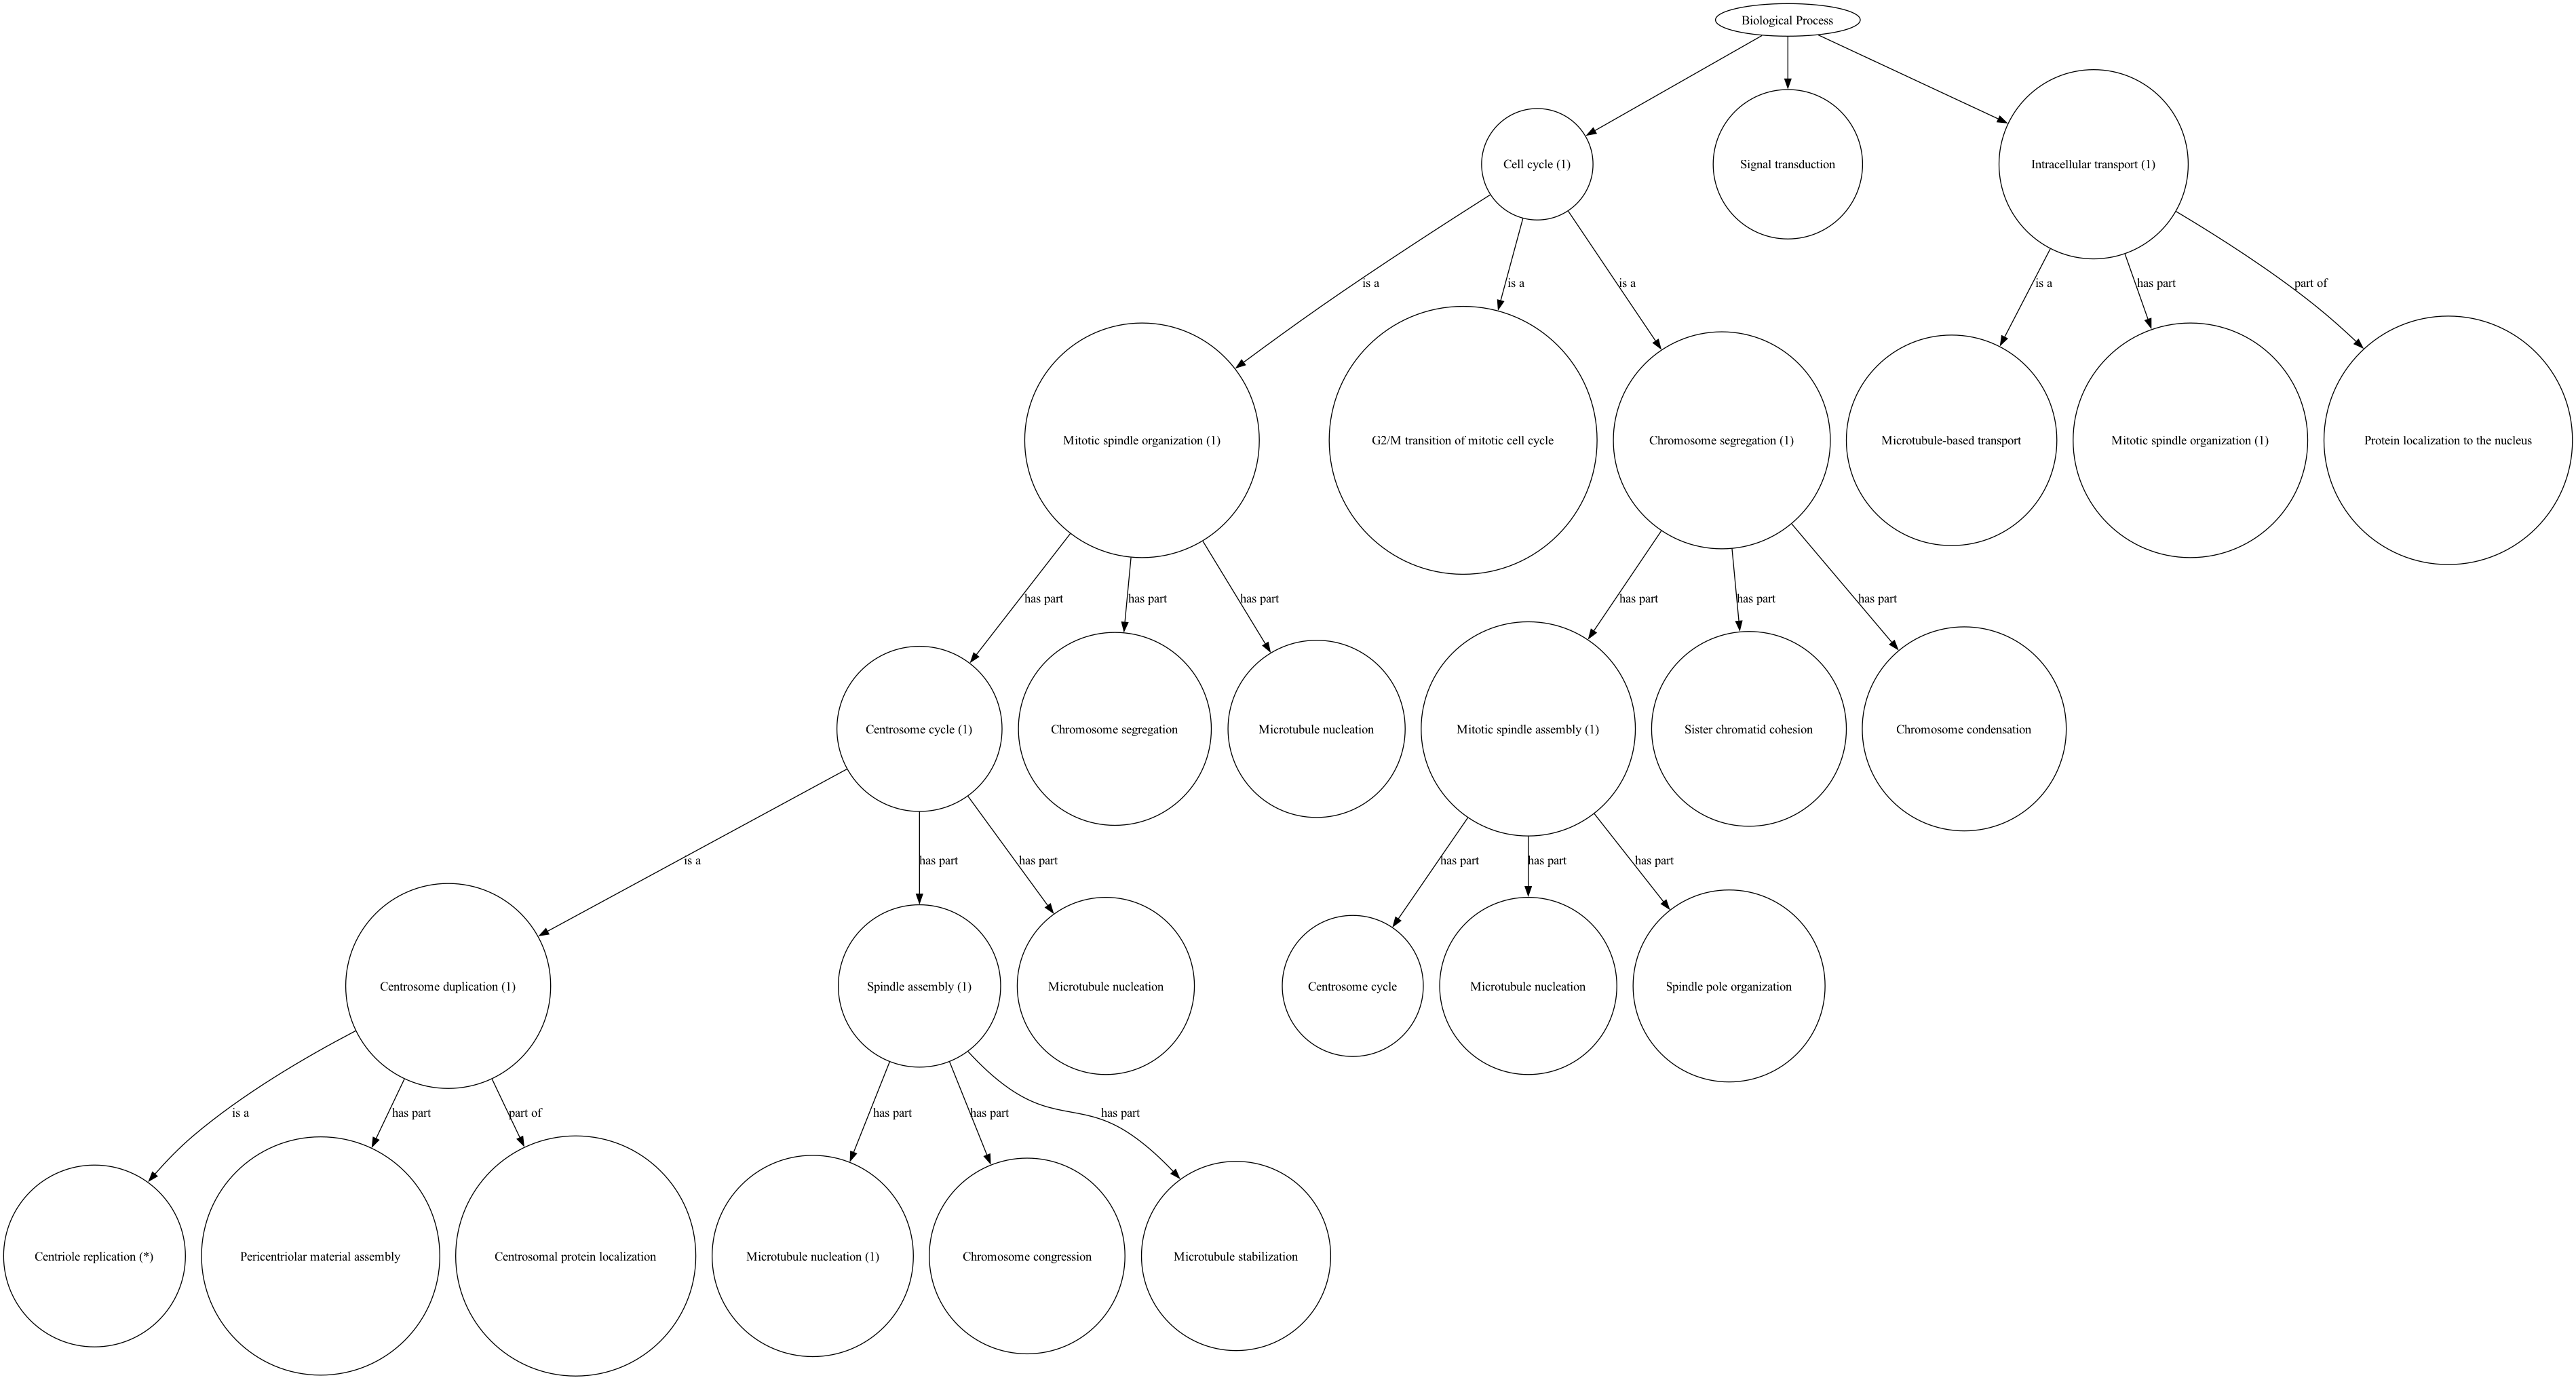 Biological Process
Cell cycle (1)
Signal transduction
Intracellular transport (1)
is a
is a
is a
is a
has part
part of
Mitotic spindle organization (1)
G2/M transition of mitotic cell cycle
Chromosome segregation (1)
Microtubule-based transport
Mitotic spindle organization (1)
Protein localization to the nucleus
has part
has part
has part
has part
has part
has part
Centrosome cycle (1)
Chromosome segregation
Microtubule nucleation
Mitotic spindle assembly (1)
Sister chromatid cohesion
Chromosome condensation
is a
has part
has part
has part
has part
has part
Centrosome duplication (1)
Spindle assembly (1)
Microtubule nucleation
Centrosome cycle
Microtubule nucleation
Spindle pole organization
is a
has part
part of
has part
has part
has part
Centriole replication (*)
Pericentriolar material assembly
Centrosomal protein localization
Microtubule nucleation (1)
Chromosome congression
Microtubule stabilization